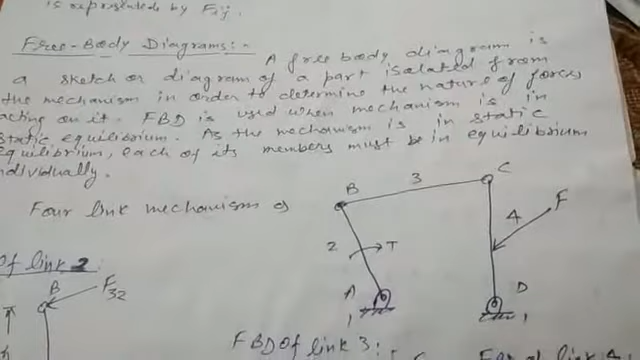 is represented by Fij.
Free-Body Diagrams:-
A free body diagram is
a sketch or diagram of a part isolated from
the mechanism in order to determine the nature of forces
acting on it. FBD is used when mechanism is in
static equilibrium. As the mechanism is in static
equilibrium, each of its members must be in equilibrium
individually.
Four link mechanism of
B
3
C
2
T
4
F
A
1
D
1
Of link 2
B
F32
FBD Of link 3:
link 4